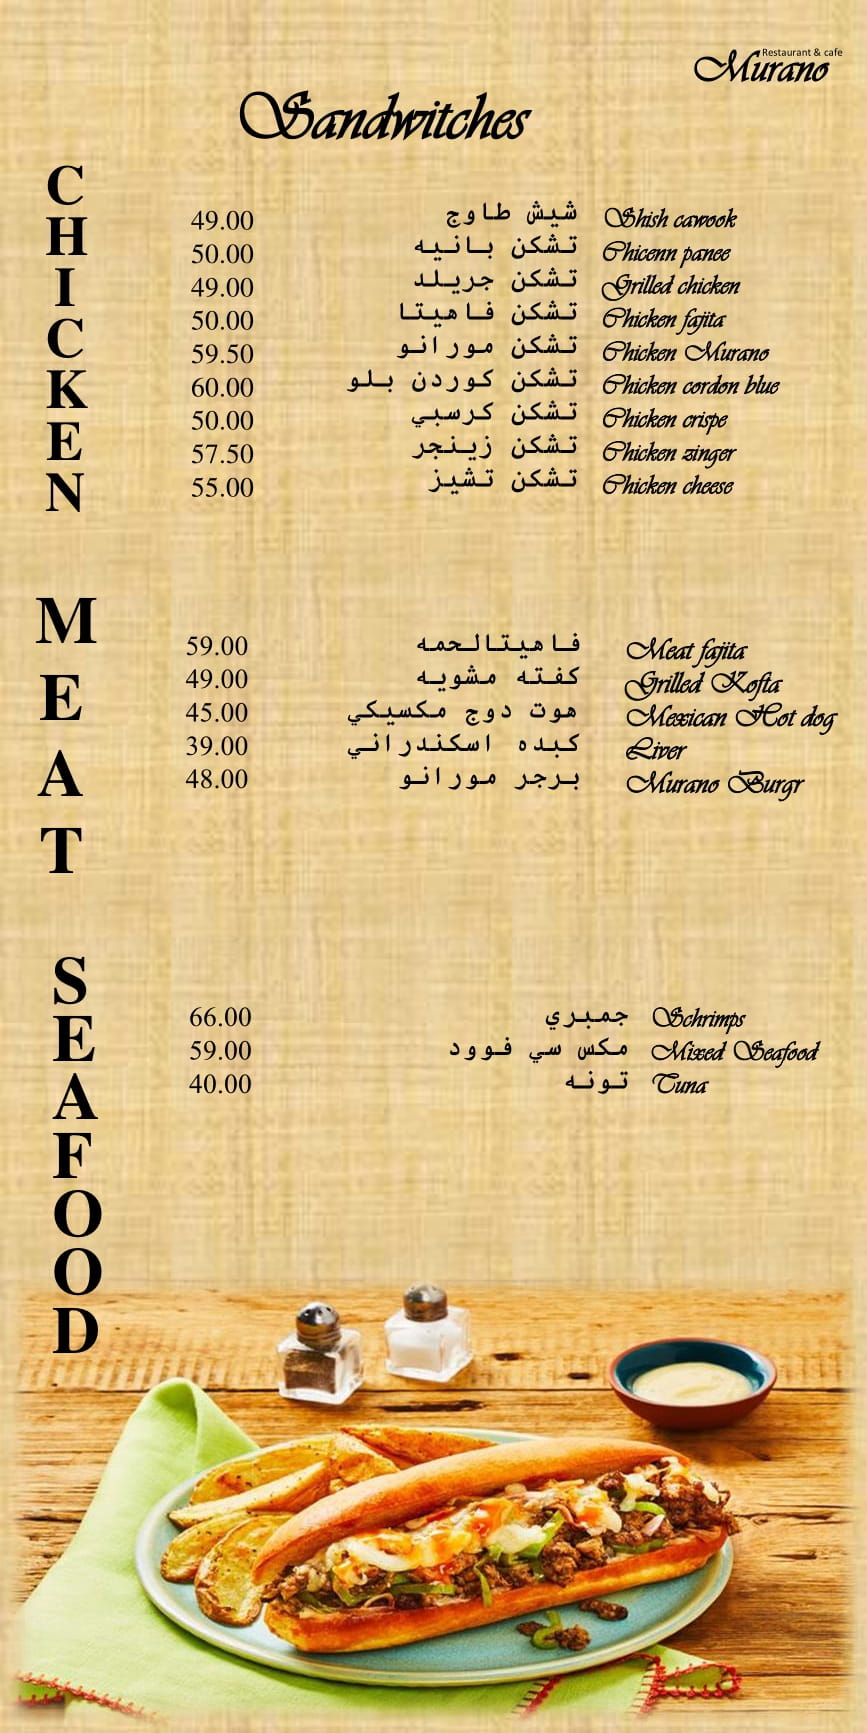 Restaurant & cafe
Murano
Sandwitches
CHICKEN
49.00 شيش طاوج Shish cawook
50.00 تشكن بانيه Chicenn panee
49.00 تشكن جريلد Grilled chicken
50.00 تشكن فاهيتا Chicken fajita
59.50 تشكن مورانو Chicken Murano
60.00 تشكن كوردن بلو Chicken cordon blue
50.00 تشكن كرسبي Chicken crispe
57.50 تشكن زينجر Chicken zinger
55.00 تشكن تشيز Chicken cheese
MEAT
59.00 فاهيتالحمه Meat fajita
49.00 كفته مشويه Grilled Kofta
45.00 هوت دوج مكسيكي Mexican Hot dog
39.00 كبده اسكندراني Liver
48.00 برجر مورانو Murano Burgr
SEAFOOD
66.00 جمبري Schrimps
59.00 مكس سي فوود Mixed Seafood
40.00 تونه Tuna